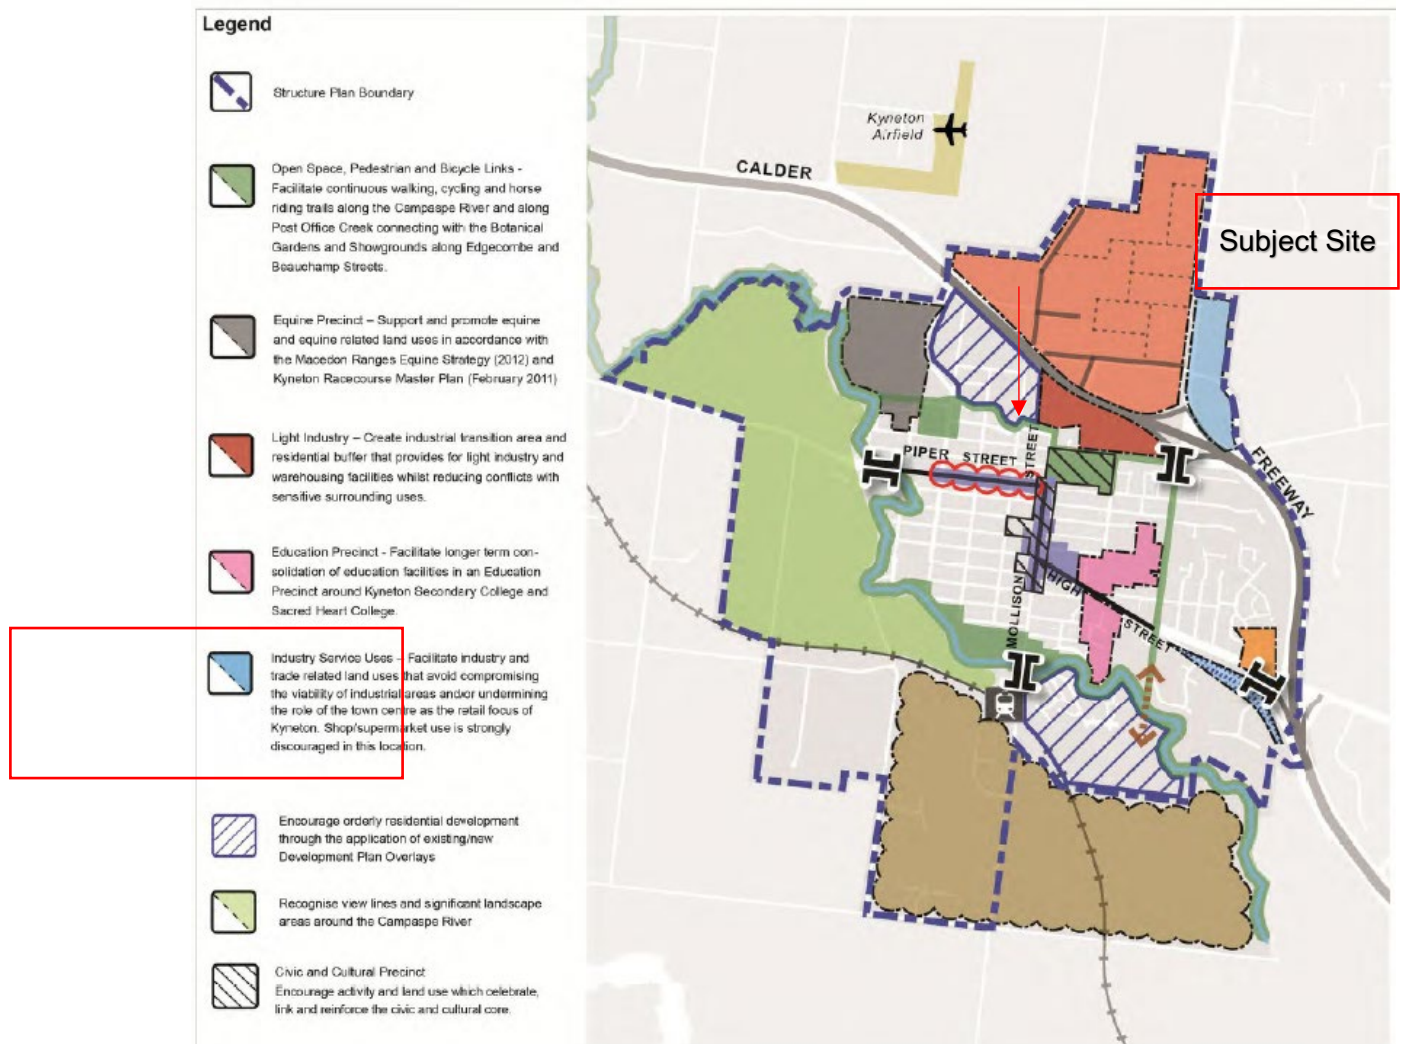 Legend
Structure Plan Boundary
Open Space, Pedestrian and Bicycle Links -
Facilitate continuous walking, cycling and horse
riding trails along the Campaspe River and along
Post Office Creek connecting with the Botanical
Gardens and Showgrounds along Edgecombe and
Beauchamp Streets.
Equine Precinct – Support and promote equine
and equine related land uses in accordance with
the Macedon Ranges Equine Strategy (2012) and
Kyneton Racecourse Master Plan (February 2011)
Light Industry – Create industrial transition area and
residential buffer that provides for light industry and
warehousing facilities whilst reducing conflicts with
sensitive surrounding uses.
Education Precinct - Facilitate longer term con-
solidation of education facilities in an Education
Precinct around Kyneton Secondary College and
Sacred Heart College.
Industry Service Uses – Facilitate industry and
trade related land uses that avoid compromising
the viability of industrial areas and/or undermining
the role of the town centre as the retail focus of
Kyneton. Shop/supermarket use is strongly
discouraged in this location.
Encourage orderly residential development
through the application of existing/new
Development Plan Overlays
Recognise view lines and significant landscape
areas around the Campaspe River
Civic and Cultural Precinct
Encourage activity and land use which celebrate,
link and reinforce the civic and cultural core.
Kyneton
Airfield
CALDER
Subject Site
FREEWAY
PIPER STREET
STREET
MOLLISON
HIGH
STREET